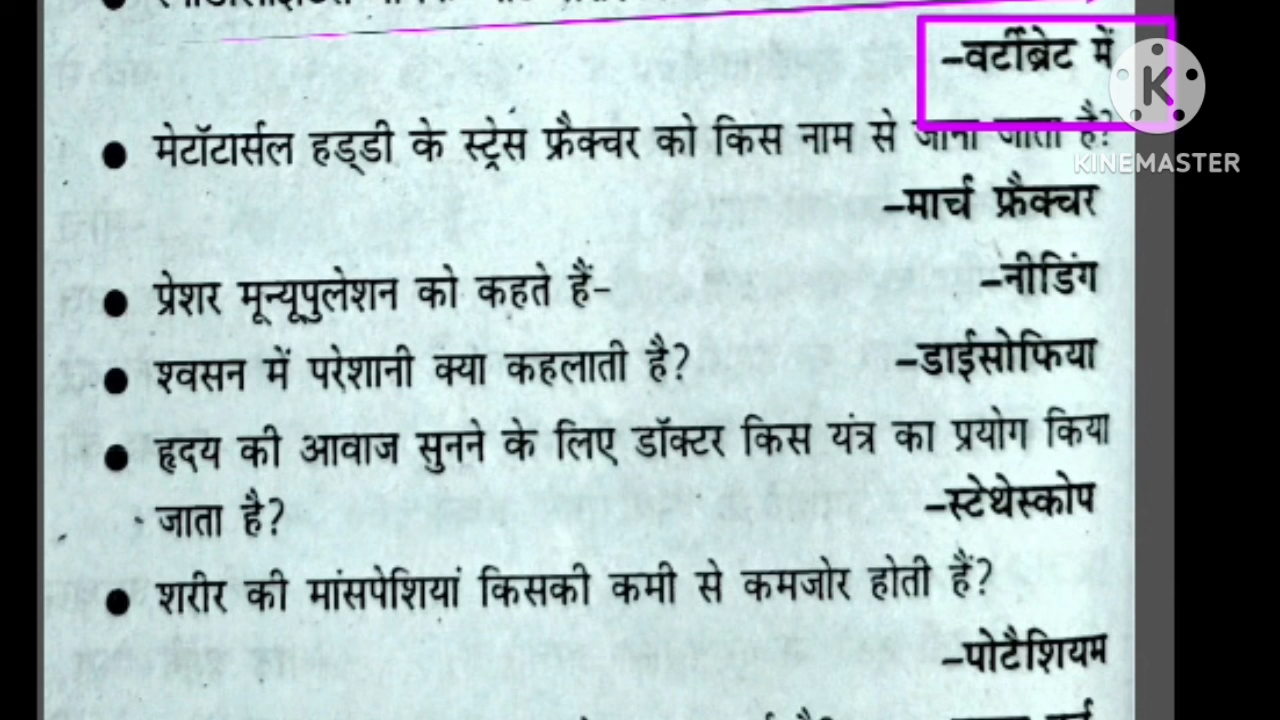 –वर्टीब्रेट में
K
KINEMASTER
● मेटॉटार्सल हड्डी के स्ट्रेस फ्रैक्चर को किस नाम से जाना जाता है?
–मार्च फ्रैक्चर
● प्रेशर मून्यूपुलेशन को कहते हैं– –नीडिंग
● श्वसन में परेशानी क्या कहलाती है? –डाईसोफिया
● हृदय की आवाज सुनने के लिए डॉक्टर किस यंत्र का प्रयोग किया
जाता है? –स्टेथेस्कोप
● शरीर की मांसपेशियां किसकी कमी से कमजोर होती हैं?
–पोटैशियम